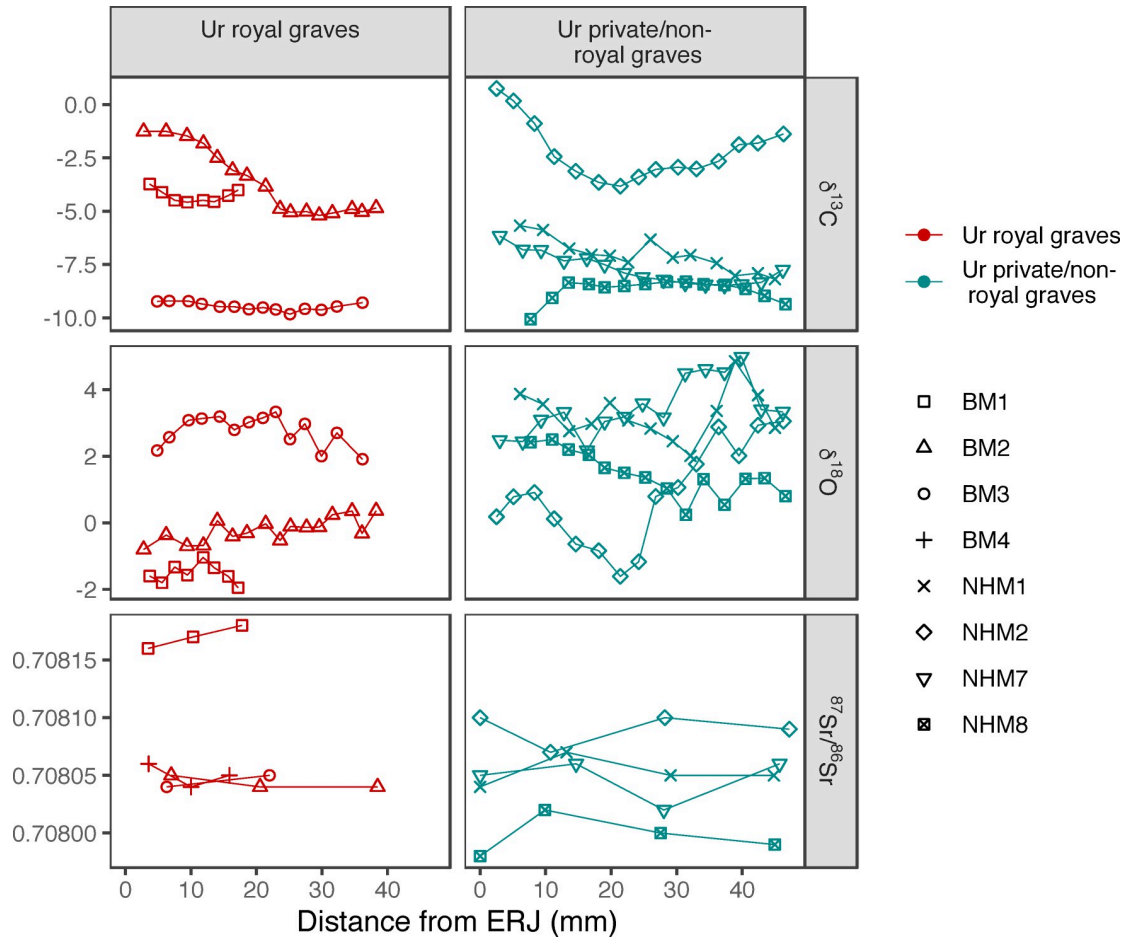 Ur royal graves
Ur private/non-
royal graves
0.0
-2.5
-5.0
-7.5
-10.0
δ13C
4
2
0
-2
δ18O
0.70815
0.70810
0.70805
0.70800
87Sr/86Sr
0 10 20 30 40
0 10 20 30 40
Distance from ERJ (mm)
Ur royal graves
Ur private/non-
royal graves
BM1
BM2
BM3
BM4
NHM1
NHM2
NHM7
NHM8